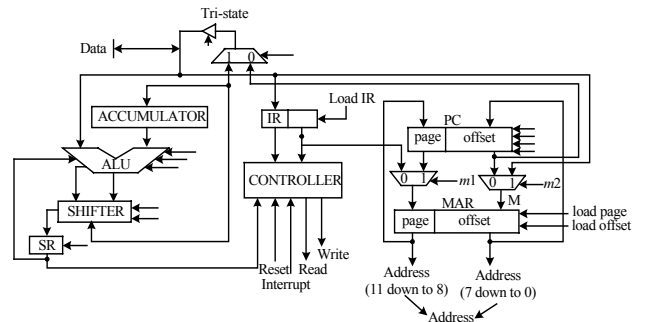 Tri-state
Data
1 0
Load IR
ACCUMULATOR
IR
PC
page offset
ALU
CONTROLLER
0 1 m1 0 1 m2
M
SHIFTER
MAR
page offset
load page
load offset
SR
Write
Reset Read
Interrupt
Address
(11 down to 8)
Address
(7 down to 0)
Address